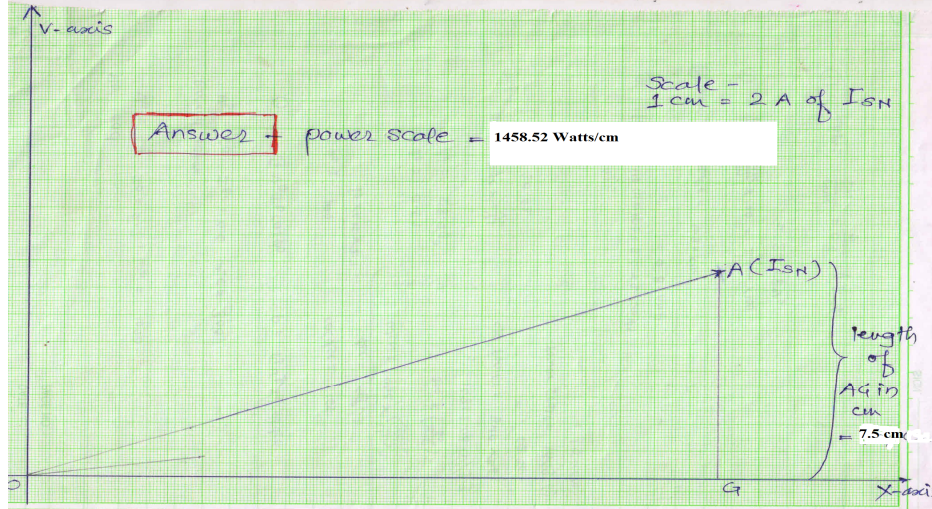 V-axis
Scale -
1 cm = 2 A of ISN
Answer - power scale = 1458.52 Watts/cm
A (ISN)
length
of
AG in
cm
= 7.5 cm
O
G
X-axi